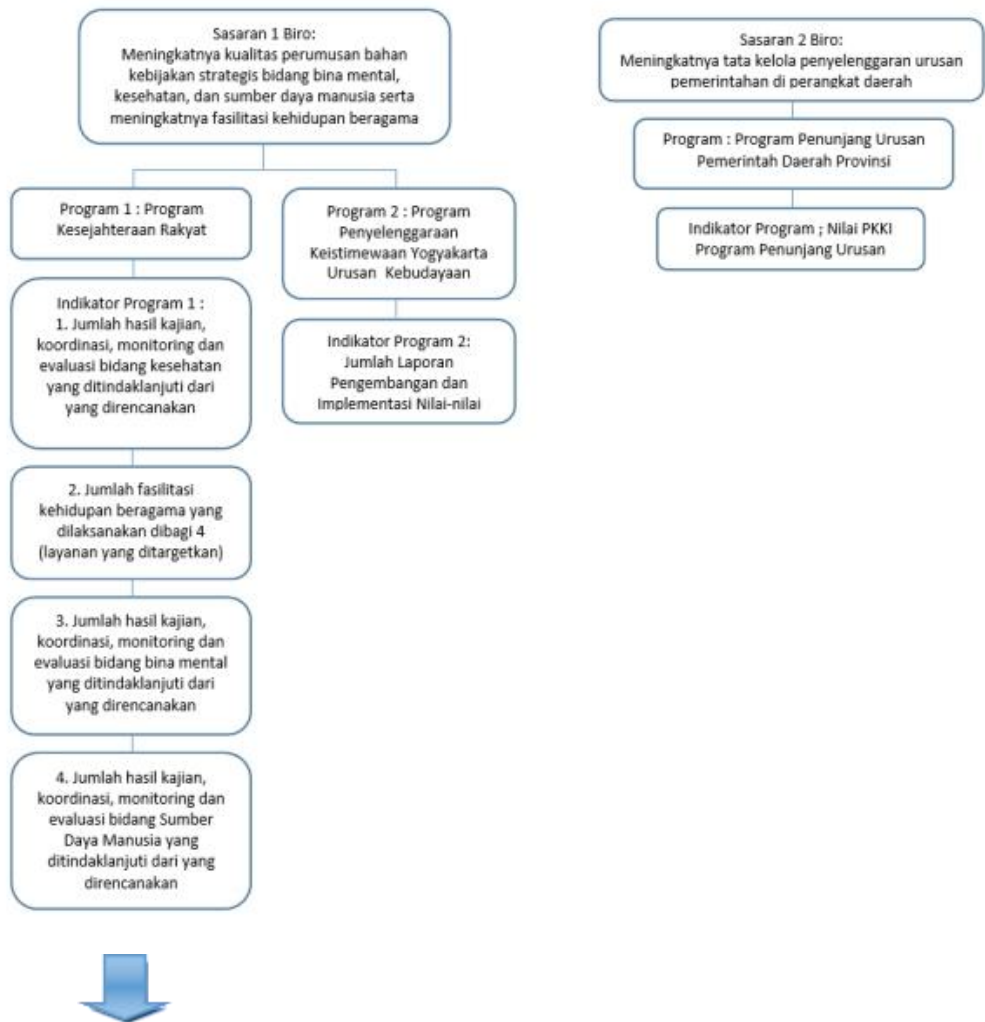 Sasaran 1 Biro:
Meningkatnya kualitas perumusan bahan
kebijakan strategis bidang bina mental,
kesehatan, dan sumber daya manusia serta
meningkatnya fasilitasi kehidupan beragama
Program 1 : Program
Kesejahteraan Rakyat
Indikator Program 1 :
1. Jumlah hasil kajian,
koordinasi, monitoring dan
evaluasi bidang kesehatan
yang ditindaklanjuti dari
yang direncanakan
2. Jumlah fasilitasi
kehidupan beragama yang
dilaksanakan dibagi 4
(layanan yang ditargetkan)
3. Jumlah hasil kajian,
koordinasi, monitoring dan
evaluasi bidang bina mental
yang ditindaklanjuti dari
yang direncanakan
4. Jumlah hasil kajian,
koordinasi, monitoring dan
evaluasi bidang Sumber
Daya Manusia yang
ditindaklanjuti dari yang
direncanakan
Program 2 : Program
Penyelenggaraan
Keistimewaan Yogyakarta
Urusan Kebudayaan
Indikator Program 2:
Jumlah Laporan
Pengembangan dan
Implementasi Nilai-nilai
Sasaran 2 Biro:
Meningkatnya tata kelola penyelenggaran urusan
pemerintahan di perangkat daerah
Program : Program Penunjang Urusan
Pemerintah Daerah Provinsi
Indikator Program ; Nilai PKKI
Program Penunjang Urusan